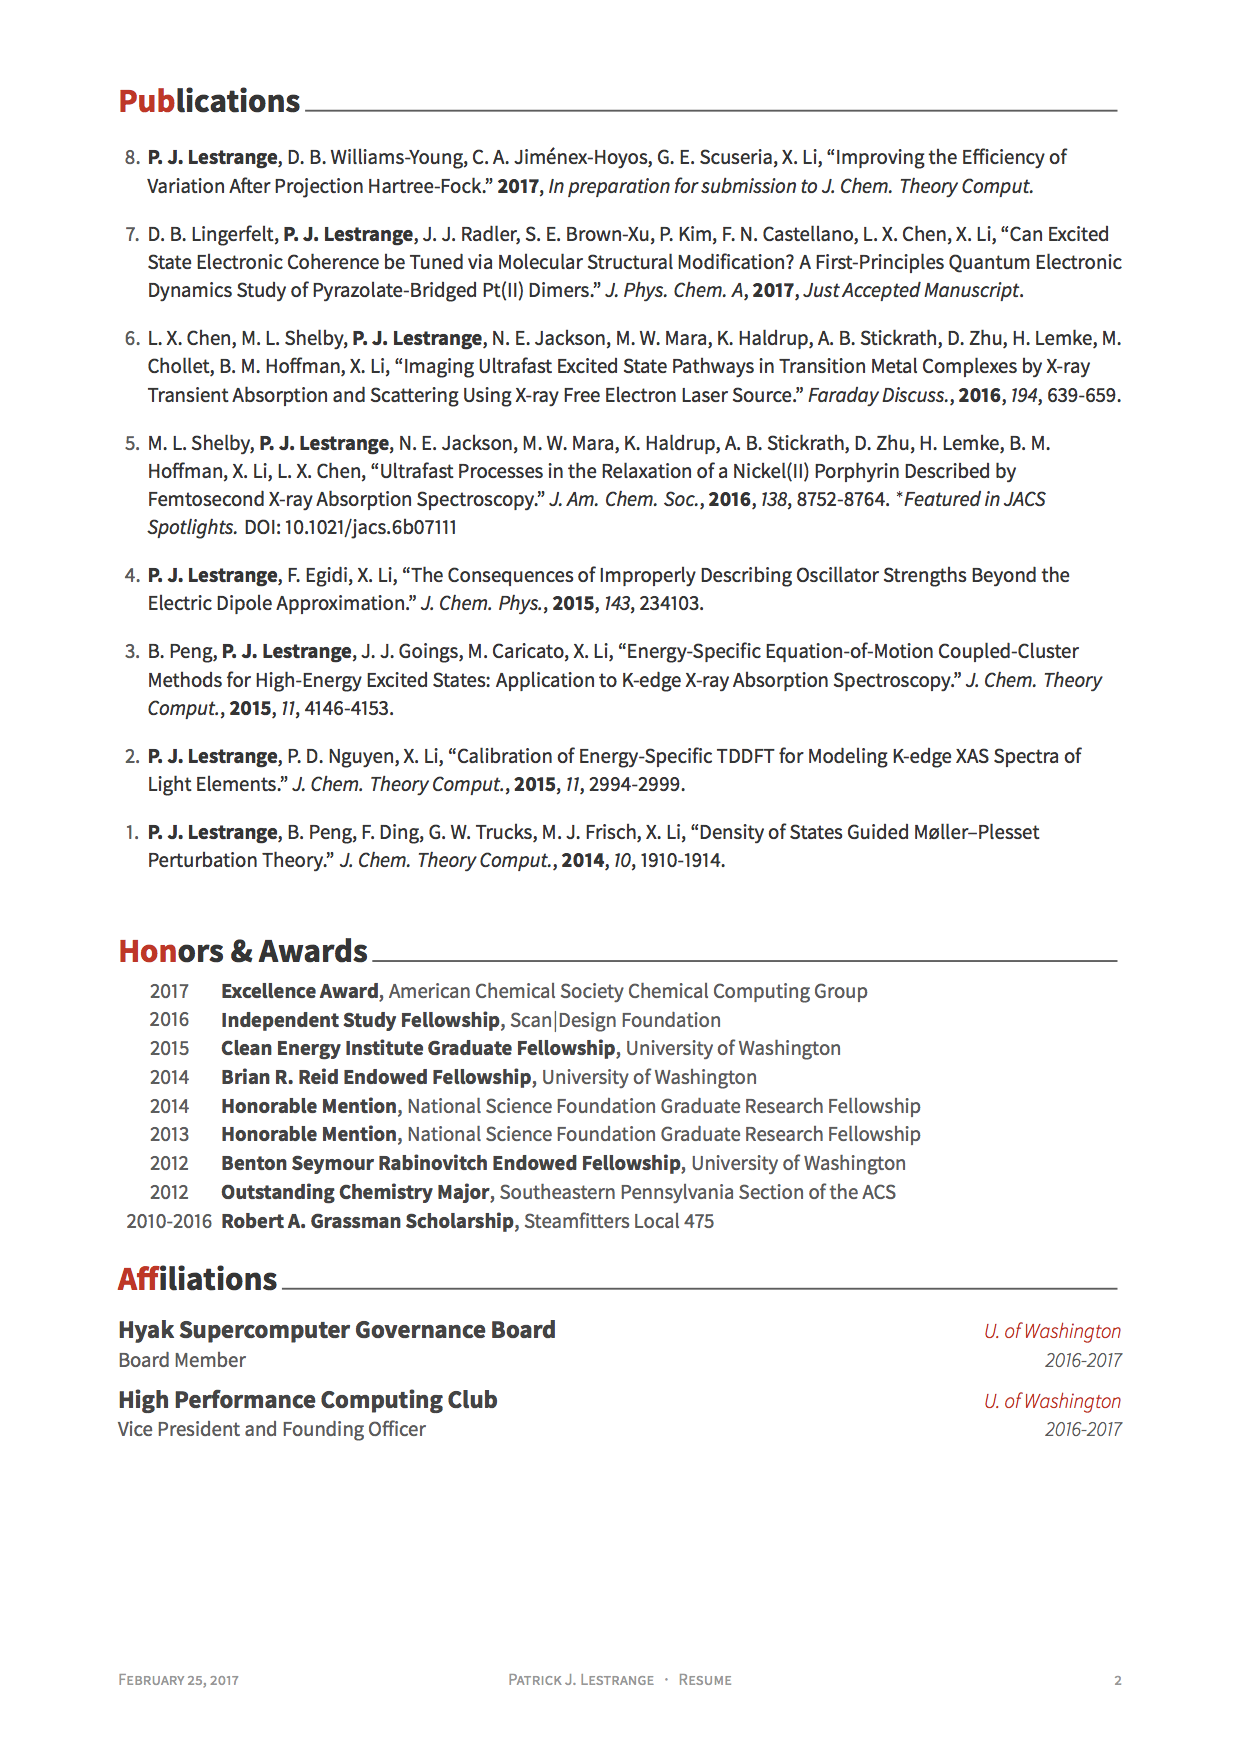 Publications
8. P. J. Lestrange, D. B. Williams-Young, C. A. Jiménex-Hoyos, G. E. Scuseria, X. Li, “Improving the Efficiency of
Variation After Projection Hartree-Fock.” 2017, In preparation for submission to J. Chem. Theory Comput.
7. D. B. Lingerfelt, P. J. Lestrange, J. J. Radler, S. E. Brown-Xu, P. Kim, F. N. Castellano, L. X. Chen, X. Li, “Can Excited
State Electronic Coherence be Tuned via Molecular Structural Modification? A First-Principles Quantum Electronic
Dynamics Study of Pyrazolate-Bridged Pt(II) Dimers.” J. Phys. Chem. A, 2017, Just Accepted Manuscript.
6. L. X. Chen, M. L. Shelby, P. J. Lestrange, N. E. Jackson, M. W. Mara, K. Haldrup, A. B. Stickrath, D. Zhu, H. Lemke, M.
Chollet, B. M. Hoffman, X. Li, “Imaging Ultrafast Excited State Pathways in Transition Metal Complexes by X-ray
Transient Absorption and Scattering Using X-ray Free Electron Laser Source.” Faraday Discuss., 2016, 194, 639-659.
5. M. L. Shelby, P. J. Lestrange, N. E. Jackson, M. W. Mara, K. Haldrup, A. B. Stickrath, D. Zhu, H. Lemke, B. M.
Hoffman, X. Li, L. X. Chen, “Ultrafast Processes in the Relaxation of a Nickel(II) Porphyrin Described by
Femtosecond X-ray Absorption Spectroscopy.” J. Am. Chem. Soc., 2016, 138, 8752-8764. *Featured in JACS
Spotlights. DOI: 10.1021/jacs.6b07111
4. P. J. Lestrange, F. Egidi, X. Li, “The Consequences of Improperly Describing Oscillator Strengths Beyond the
Electric Dipole Approximation.” J. Chem. Phys., 2015, 143, 234103.
3. B. Peng, P. J. Lestrange, J. J. Goings, M. Caricato, X. Li, “Energy-Specific Equation-of-Motion Coupled-Cluster
Methods for High-Energy Excited States: Application to K-edge X-ray Absorption Spectroscopy.” J. Chem. Theory
Comput., 2015, 11, 4146-4153.
2. P. J. Lestrange, P. D. Nguyen, X. Li, “Calibration of Energy-Specific TDDFT for Modeling K-edge XAS Spectra of
Light Elements.” J. Chem. Theory Comput., 2015, 11, 2994-2999.
1. P. J. Lestrange, B. Peng, F. Ding, G. W. Trucks, M. J. Frisch, X. Li, “Density of States Guided Møller–Plesset
Perturbation Theory.” J. Chem. Theory Comput., 2014, 10, 1910-1914.
Honors & Awards
2017 Excellence Award, American Chemical Society Chemical Computing Group
2016 Independent Study Fellowship, Scan|Design Foundation
2015 Clean Energy Institute Graduate Fellowship, University of Washington
2014 Brian R. Reid Endowed Fellowship, University of Washington
2014 Honorable Mention, National Science Foundation Graduate Research Fellowship
2013 Honorable Mention, National Science Foundation Graduate Research Fellowship
2012 Benton Seymour Rabinovitch Endowed Fellowship, University of Washington
2012 Outstanding Chemistry Major, Southeastern Pennsylvania Section of the ACS
2010-2016 Robert A. Grassman Scholarship, Steamfitters Local 475
Affiliations
Hyak Supercomputer Governance Board U. of Washington
Board Member 2016-2017
High Performance Computing Club U. of Washington
Vice President and Founding Officer 2016-2017
February 25, 2017 Patrick J. Lestrange · Resume 2